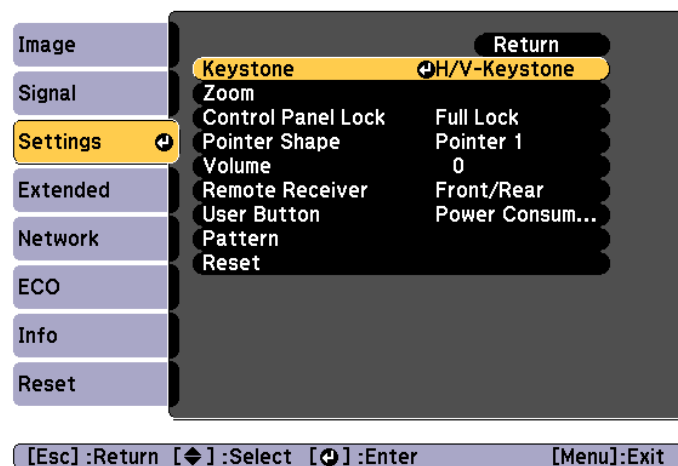 Image
Signal
Settings
Extended
Network
ECO
Info
Reset
Return
Keystone H/V-Keystone
Zoom
Control Panel Lock Full Lock
Pointer Shape Pointer 1
Volume 0
Remote Receiver Front/Rear
User Button Power Consum...
Pattern
Reset
[Esc] :Return [◆] :Select [↵] :Enter [Menu]:Exit